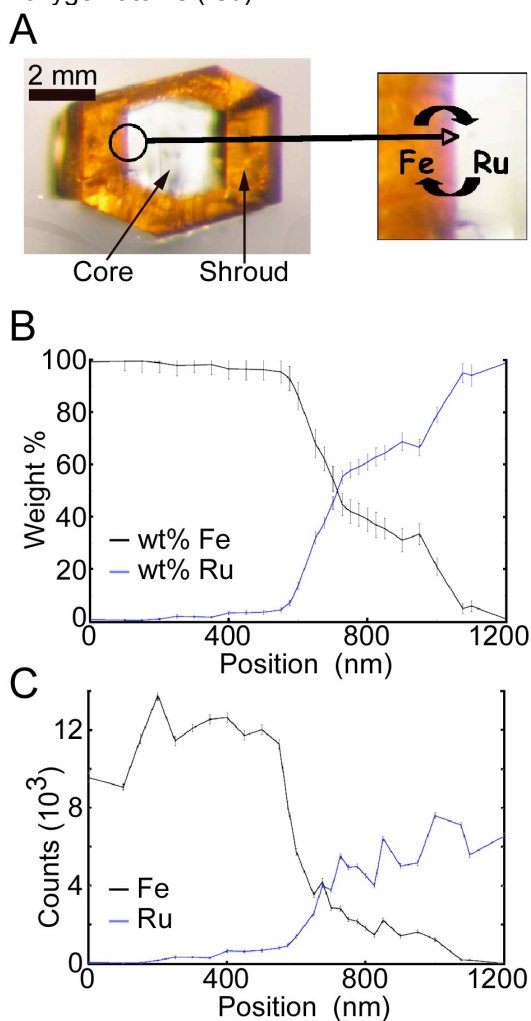 A
2 mm
Fe Ru
Core Shroud
B
100
80
60
40
20
0
Weight %
wt% Fe
wt% Ru
0 400 800 1200
Position (nm)
C
12
8
4
0
Counts (10³)
Fe
Ru
0 400 800 1200
Position (nm)